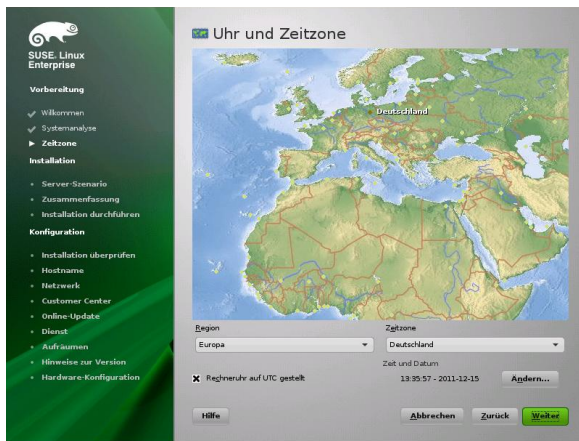 SUSE. Linux
Enterprise
Vorbereitung
Willkommen
Systemanalyse
Zeitzone
Installation
Server-Szenario
Zusammenfassung
Installation durchführen
Konfiguration
Installation überprüfen
Hostname
Netzwerk
Customer Center
Online-Update
Dienst
Aufräumen
Hinweise zur Version
Hardware-Konfiguration
Uhr und Zeitzone
Deutschland
Region
Europa
Zeitzone
Deutschland
Zeit und Datum
Rechneruhr auf UTC gestellt
13:35:57 - 2011-12-15
Ändern...
Hilfe
Abbrechen
Zurück
Weiter